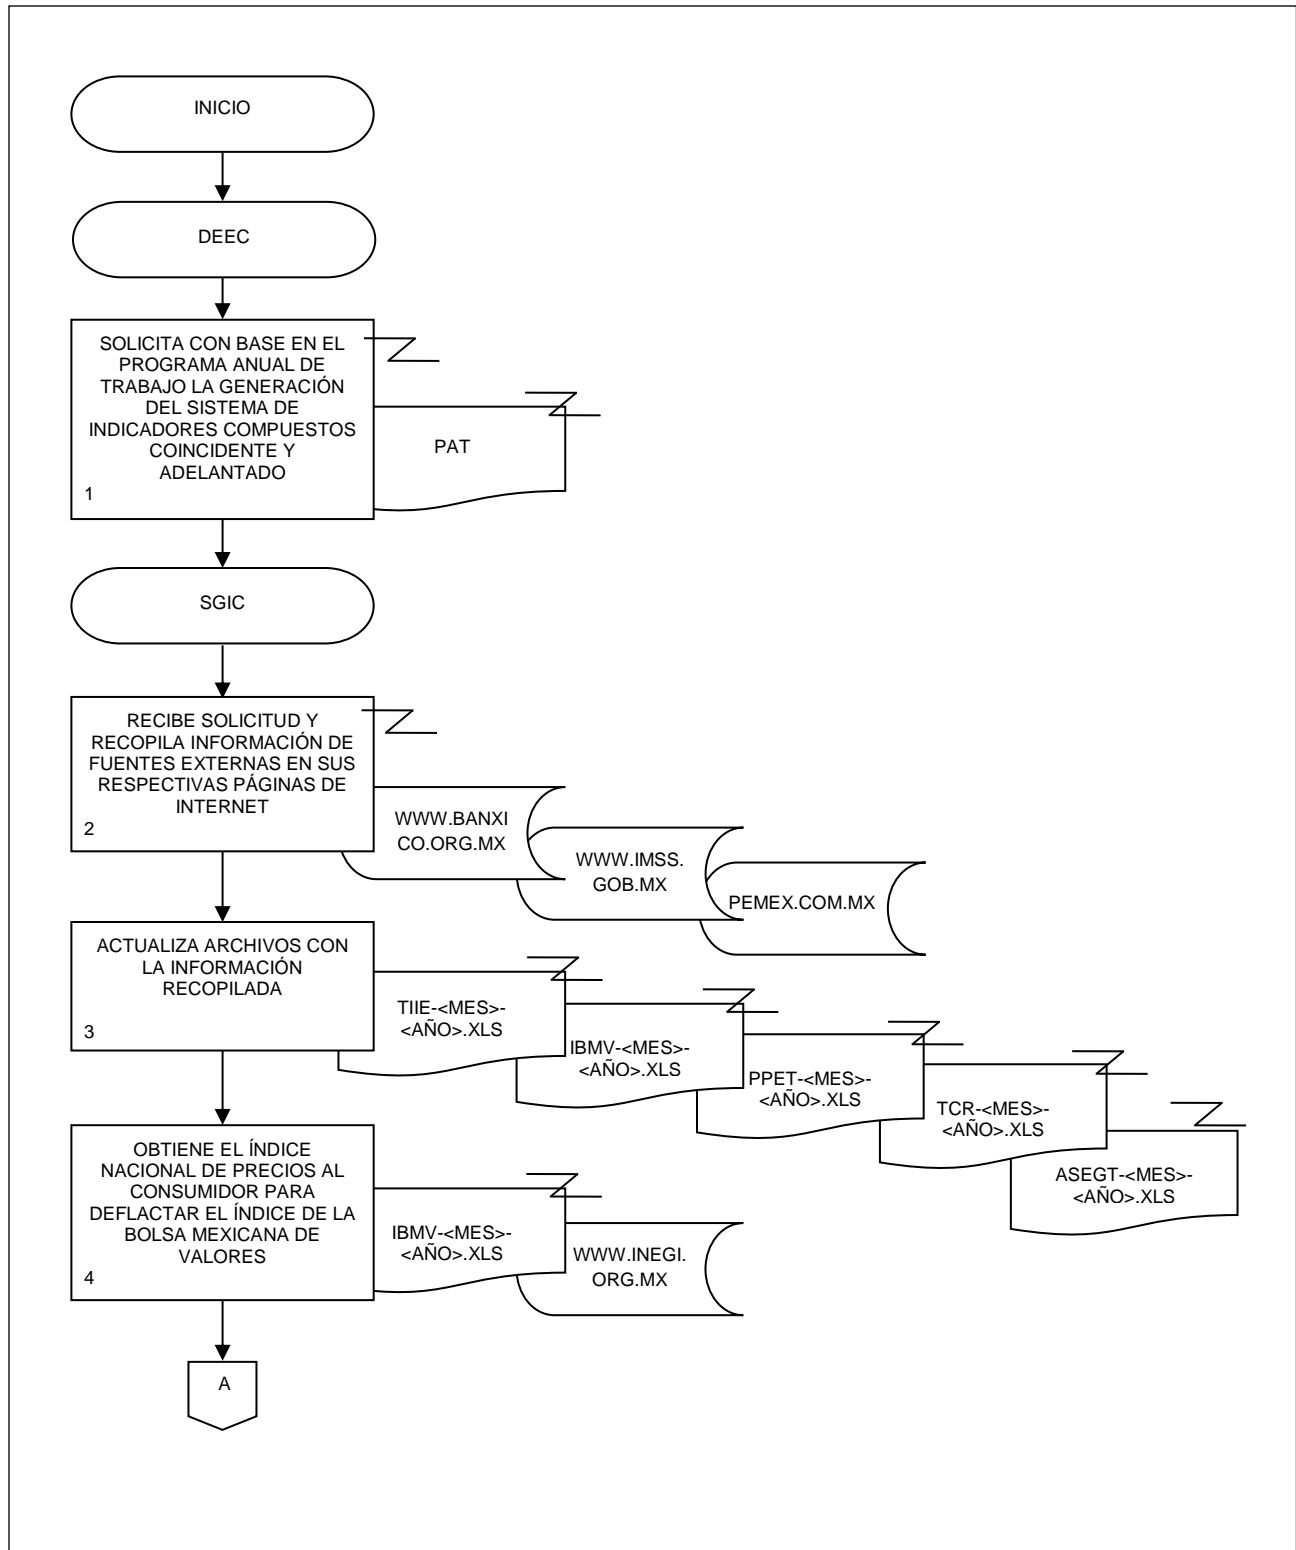 INICIO
DEEC
SOLICITA CON BASE EN EL
PROGRAMA ANUAL DE
TRABAJO LA GENERACIÓN
DEL SISTEMA DE
INDICADORES COMPUESTOS
COINCIDENTE Y
ADELANTADO
1
PAT
SGIC
RECIBE SOLICITUD Y
RECOPILA INFORMACIÓN DE
FUENTES EXTERNAS EN SUS
RESPECTIVAS PÁGINAS DE
INTERNET
2
WWW.BANXI
CO.ORG.MX
WWW.IMSS.
GOB.MX
PEMEX.COM.MX
ACTUALIZA ARCHIVOS CON
LA INFORMACIÓN
RECOPILADA
3
TIIE-<MES>-
<AÑO>.XLS
IBMV-<MES>-
<AÑO>.XLS
PPET-<MES>-
<AÑO>.XLS
TCR-<MES>-
<AÑO>.XLS
ASEGT-<MES>-
<AÑO>.XLS
OBTIENE EL ÍNDICE
NACIONAL DE PRECIOS AL
CONSUMIDOR PARA
DEFLACTAR EL ÍNDICE DE LA
BOLSA MEXICANA DE
VALORES
4
IBMV-<MES>-
<AÑO>.XLS
WWW.INEGI.
ORG.MX
A